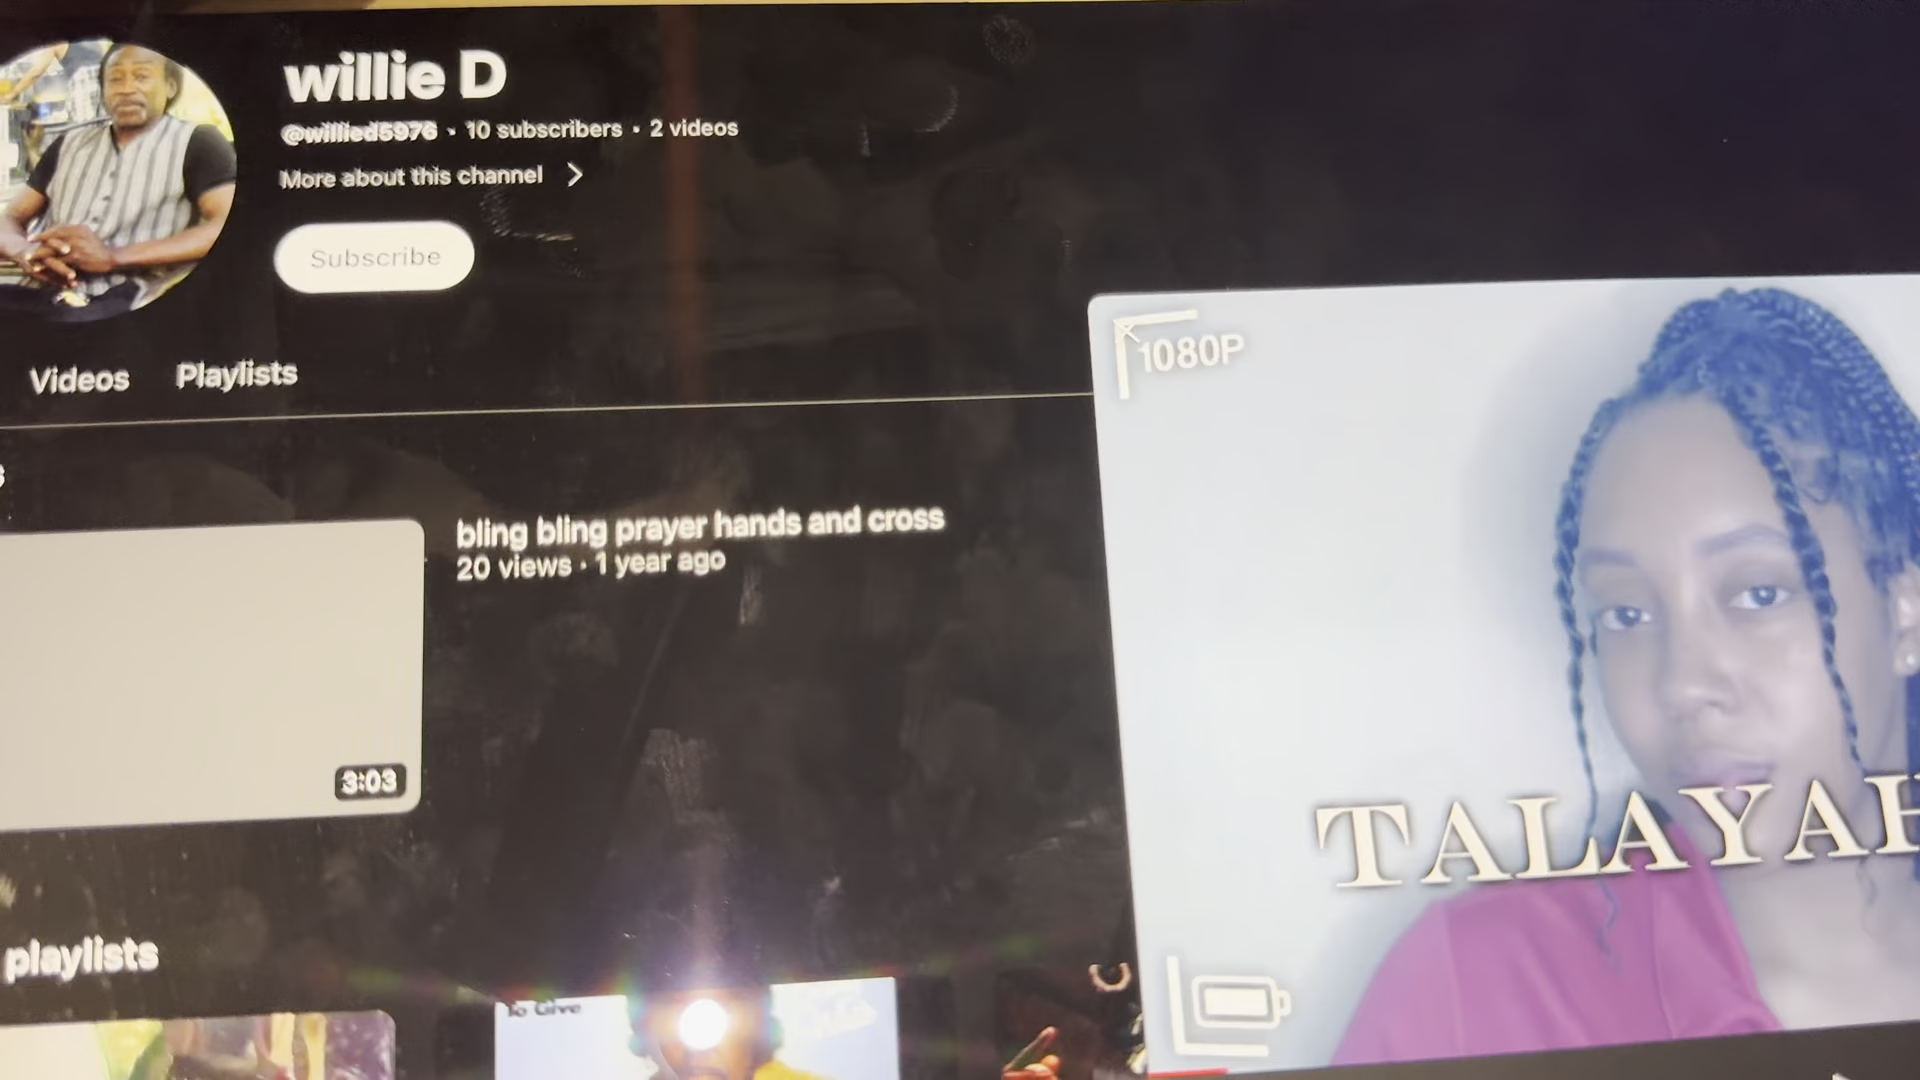 willie D
@willied5976 · 10 subscribers · 2 videos
More about this channel
Subscribe
Videos Playlists
bling bling prayer hands and cross
20 views · 1 year ago
3:03
playlists
To Give
1080P
TALAYAH